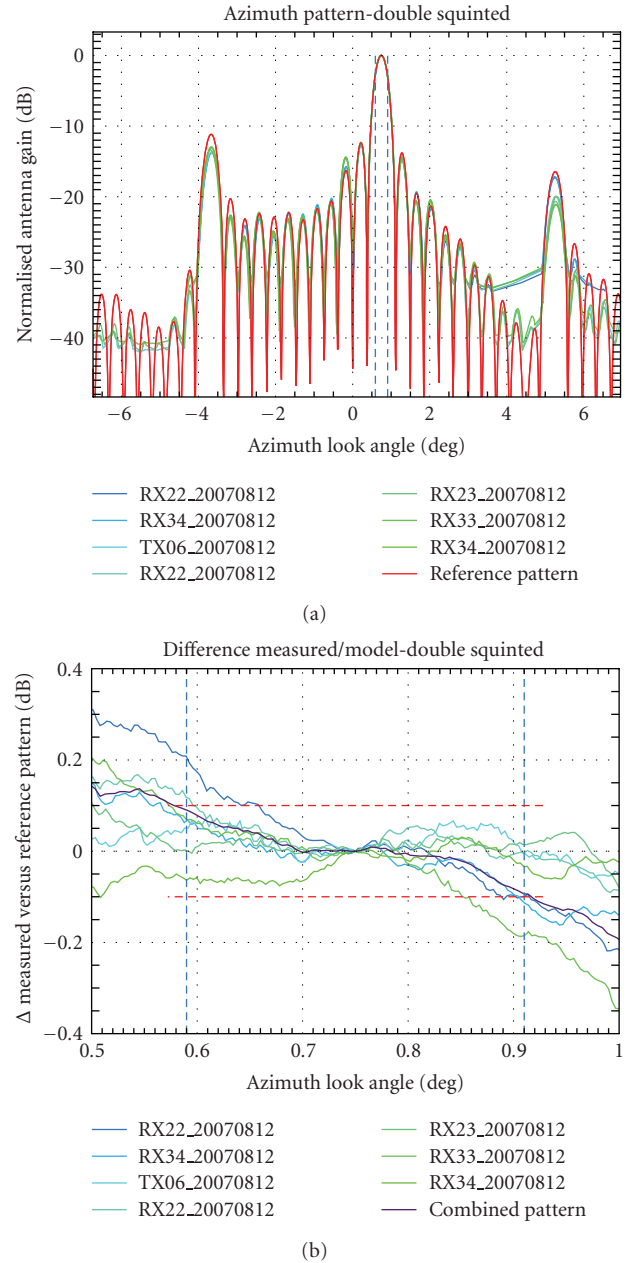 Azimuth pattern-double squinted
0
−10
−20
−30
−40
Normalised antenna gain (dB)
−6 −4 −2 0 2 4 6
Azimuth look angle (deg)
RX22_20070812
RX34_20070812
TX06_20070812
RX22_20070812
RX23_20070812
RX33_20070812
RX34_20070812
Reference pattern
(a)
Difference measured/model-double squinted
0.4
0.2
0
−0.2
−0.4
Δ measured versus reference pattern (dB)
0.5 0.6 0.7 0.8 0.9 1
Azimuth look angle (deg)
RX22_20070812
RX34_20070812
TX06_20070812
RX22_20070812
RX23_20070812
RX33_20070812
RX34_20070812
Combined pattern
(b)